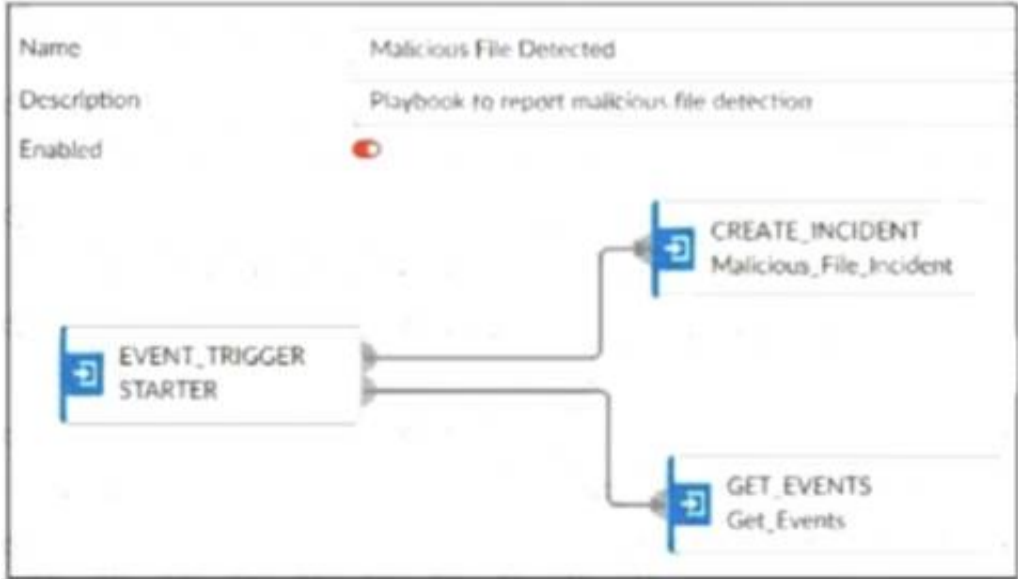 Name Malicious File Detected
Description Playbook to report malicious file detection
Enabled
CREATE_INCIDENT
Malicious_File_Incident
EVENT_TRIGGER
STARTER
GET_EVENTS
Get_Events